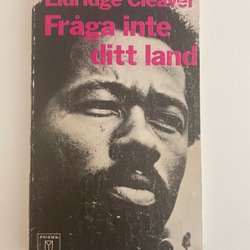 Eldridge Cleaver
Fråga inte
ditt land
PRISMA